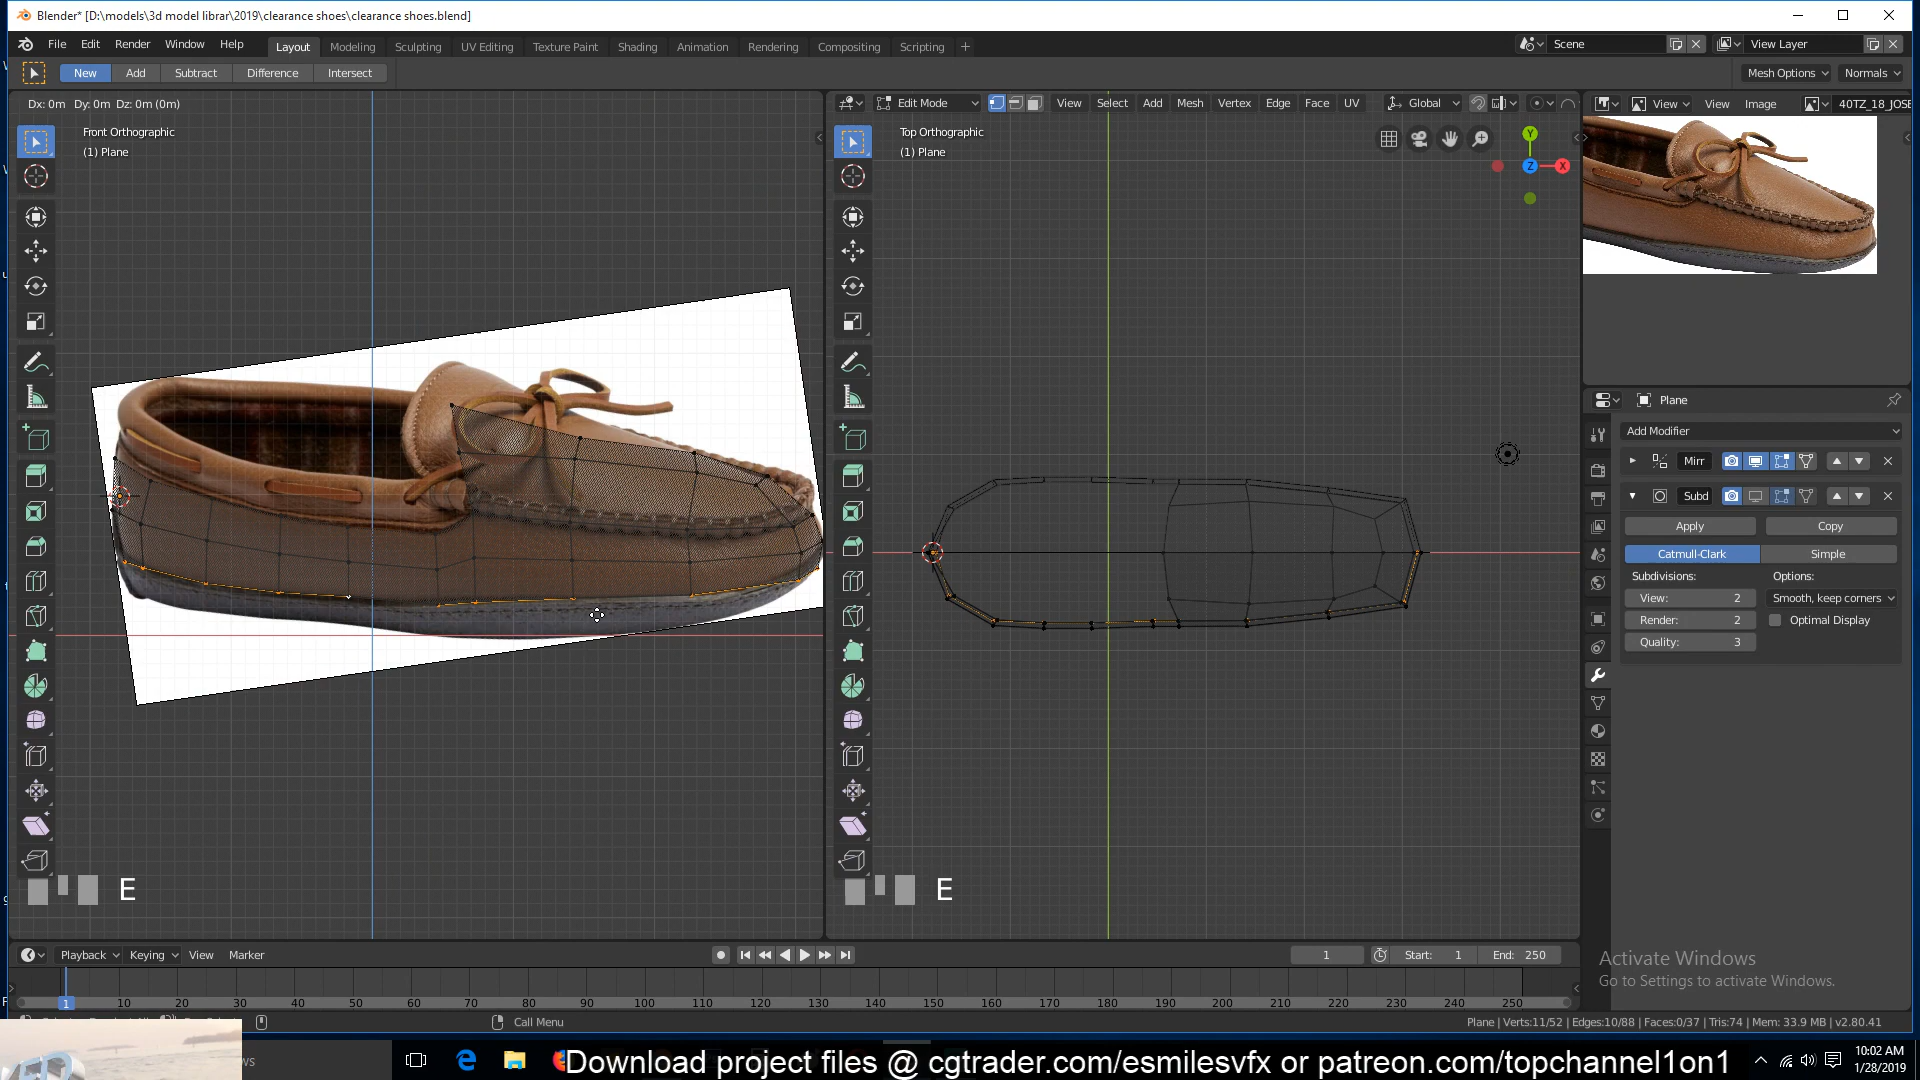 Blender* [D:\models\3d model librar\2019\clearance shoes\clearance shoes.blend]
File Edit Render Window Help Layout Modeling Sculpting UV Editing Texture Paint Shading Animation Rendering Compositing Scripting + Scene View Layer
New Add Subtract Difference Intersect Mesh Options Normals
Dx: 0m Dy: 0m Dz: 0m (0m) Edit Mode View Select Add Mesh Vertex Edge Face UV Global View View Image 40TZ_18_JOSE
Front Orthographic
(1) Plane
Top Orthographic
(1) Plane
Y
Z X
Plane
Add Modifier
Mirr
Subd
Apply Copy
Catmull-Clark Simple
Subdivisions: Options:
View: 2 Smooth, keep corners
Render: 2 Optimal Display
Quality: 3
E E
Playback Keying View Marker 1 Start: 1 End: 250
1 10 20 30 40 50 60 70 80 90 100 110 120 130 140 150 160 170 180 190 200 210 220 230 240 250
Activate Windows
Go to Settings to activate Windows.
Call Menu Plane | Verts:11/52 | Edges:10/88 | Faces:0/37 | Tris:74 | Mem: 33.9 MB | v2.80.41
Download project files @ cgtrader.com/esmilesvfx or patreon.com/topchannel1on1
10:02 AM
1/28/2019